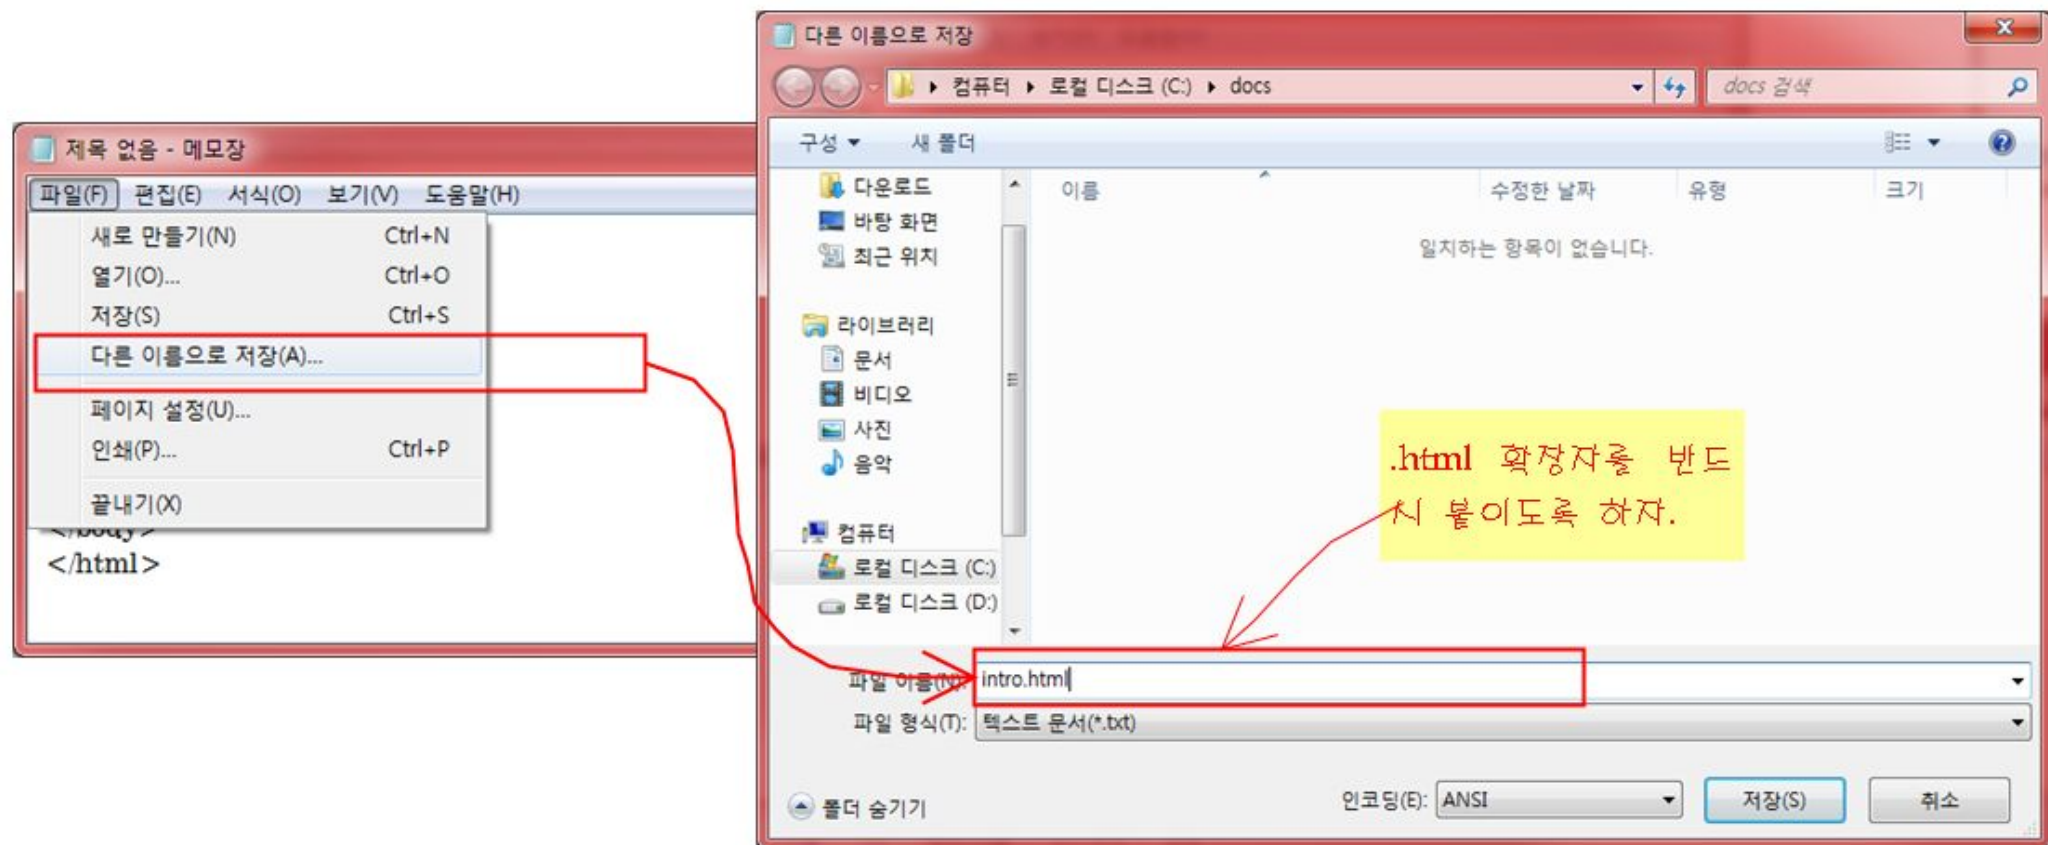 제목 없음 - 메모장
파일(F) 편집(E) 서식(O) 보기(V) 도움말(H)
새로 만들기(N) Ctrl+N
열기(O)... Ctrl+O
저장(S) Ctrl+S
다른 이름으로 저장(A)...
페이지 설정(U)...
인쇄(P)... Ctrl+P
끝내기(X)
</body>
</html>
다른 이름으로 저장
컴퓨터 ▶ 로컬 디스크 (C:) ▶ docs
docs 검색
구성 새 폴더
이름 수정한 날짜 유형 크기
일치하는 항목이 없습니다.
다운로드
바탕 화면
최근 위치
라이브러리
문서
비디오
사진
음악
컴퓨터
로컬 디스크 (C:)
로컬 디스크 (D:)
.html 확장자를 반드
시 붙이도록 하자.
파일 이름(N): intro.html
파일 형식(T): 텍스트 문서(*.txt)
폴더 숨기기
인코딩(E): ANSI 저장(S) 취소